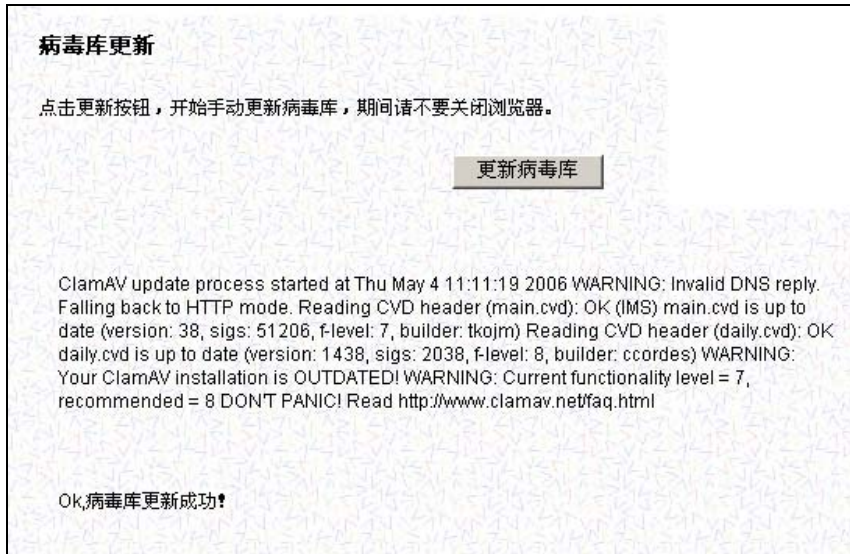 病毒库更新
点击更新按钮，开始手动更新病毒库，期间请不要关闭浏览器。
更新病毒库
ClamAV update process started at Thu May 4 11:11:19 2006 WARNING: Invalid DNS reply.
Falling back to HTTP mode. Reading CVD header (main.cvd): OK (IMS) main.cvd is up to
date (version: 38, sigs: 51206, f-level: 7, builder: tkojm) Reading CVD header (daily.cvd): OK
daily.cvd is up to date (version: 1438, sigs: 2038, f-level: 8, builder: ccordes) WARNING:
Your ClamAV installation is OUTDATED! WARNING: Current functionality level = 7,
recommended = 8 DON'T PANIC! Read http://www.clamav.net/faq.html
Ok,病毒库更新成功!